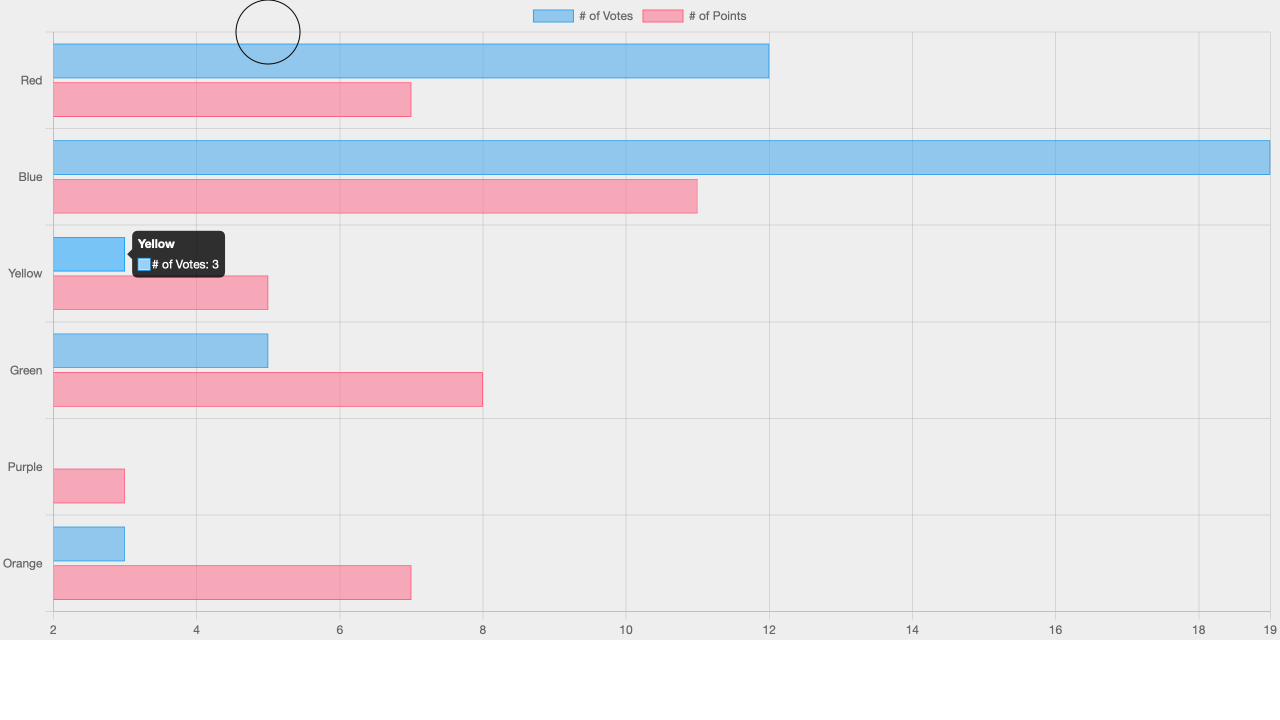 # of Votes # of Points
Red
Blue
Yellow
# of Votes: 3
Yellow
Green
Purple
Orange
2 4 6 8 10 12 14 16 18 19